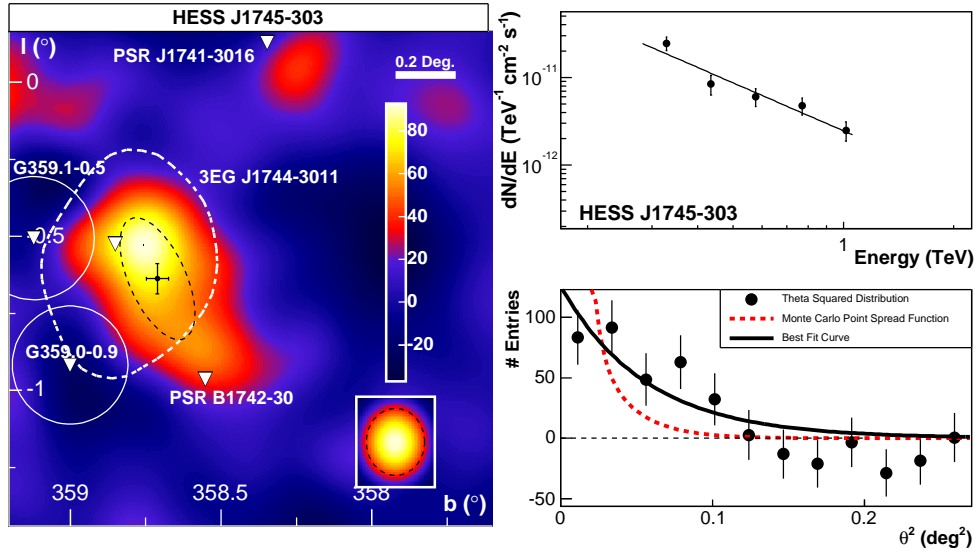 HESS J1745-303
l (°)
PSR J1741-3016
0.2 Deg.
0
80
60
40
20
0
-20
G359.1-0.5
3EG J1744-3011
-0.5
G359.0-0.9
PSR B1742-30
-1
359
358.5
358
b (°)
dN/dE (TeV⁻¹ cm⁻² s⁻¹)
10⁻¹¹
10⁻¹²
HESS J1745-303
1
Energy (TeV)
# Entries
100
50
0
-50
Theta Squared Distribution
Monte Carlo Point Spread Function
Best Fit Curve
0
0.1
0.2
θ² (deg²)